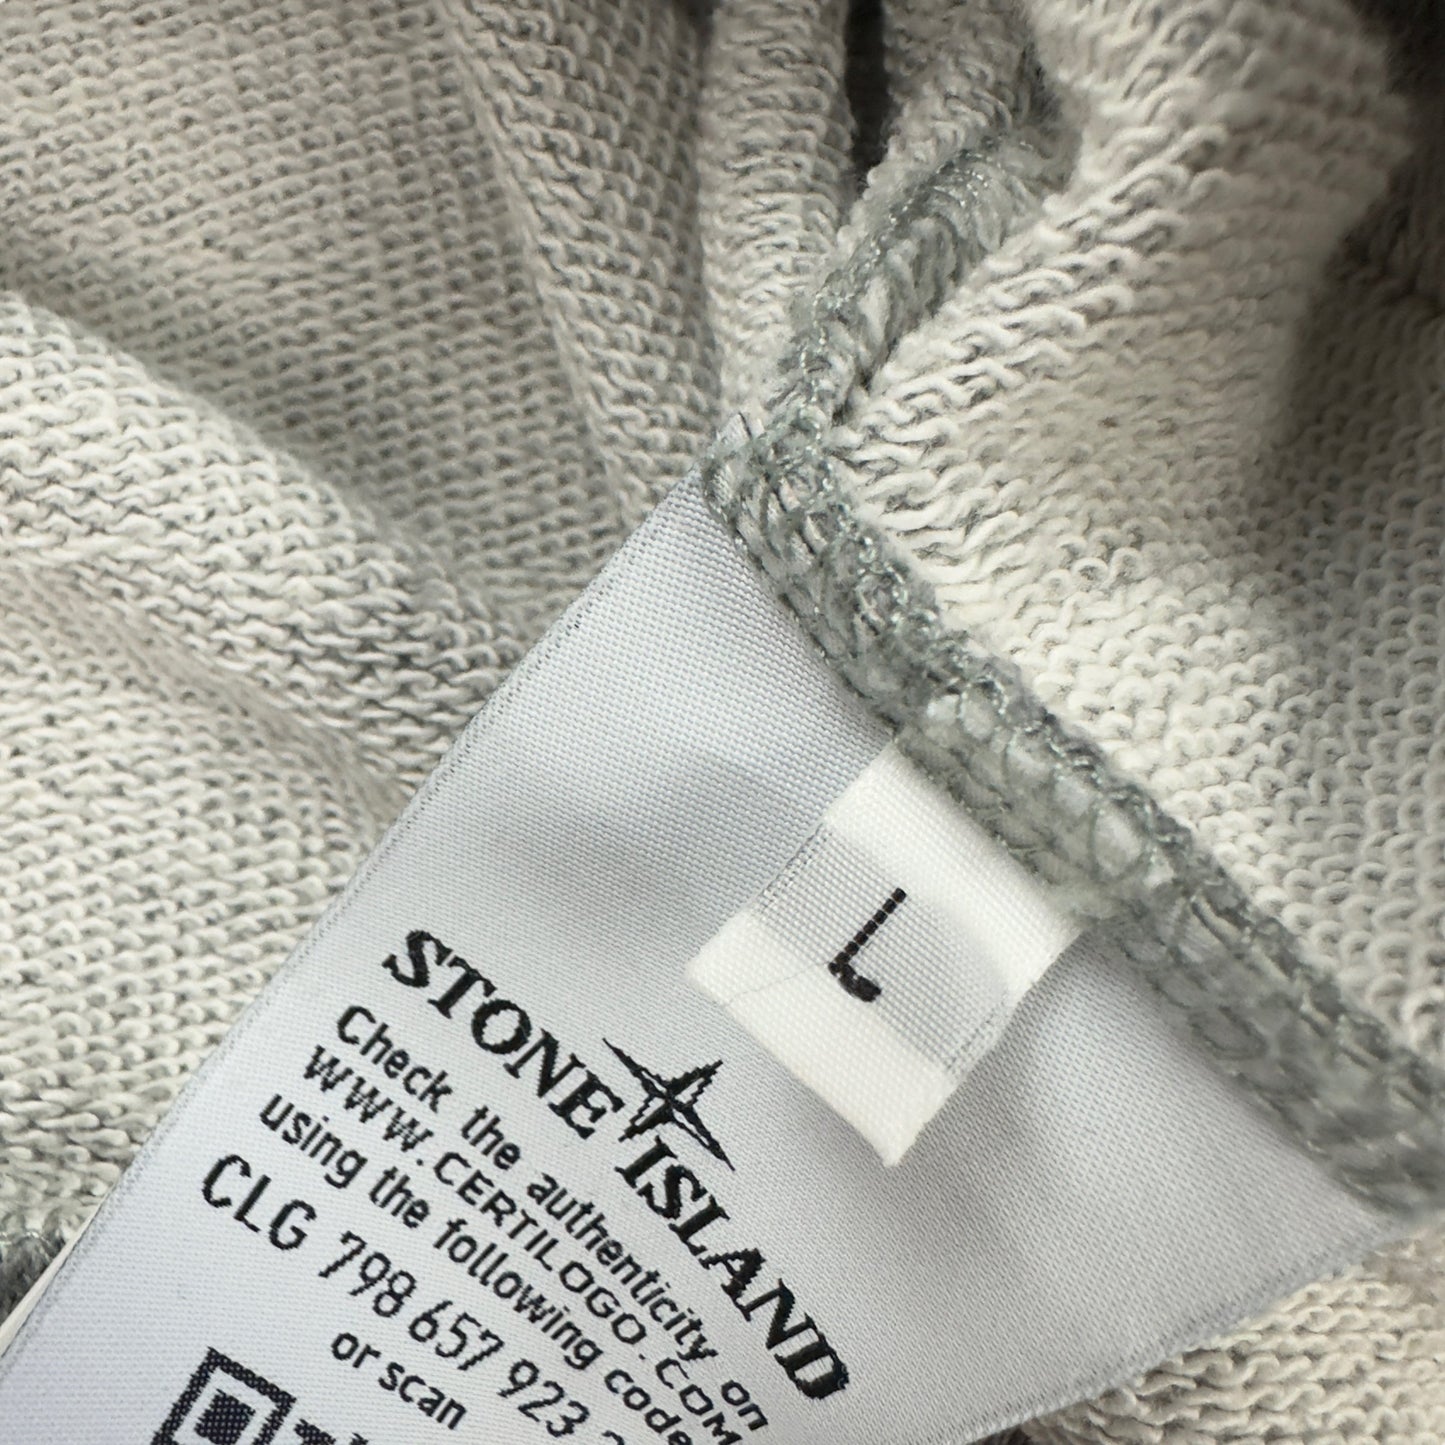 L
STONE ISLAND
Check the authenticity on
WWW.CERTILOGO.COM
using the following code
CLG 798 657 923
or scan